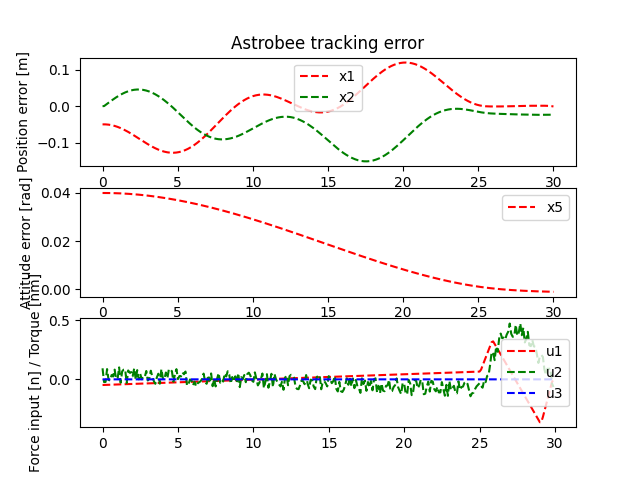 Astrobee tracking error
Position error [m]
0.1
0.0
−0.1
x1
x2
0 5 10 15 20 25 30
Attitude error [rad]
0.04
0.02
0.00
x5
0 5 10 15 20 25 30
Force input [n] / Torque [nm]
0.5
0.0
u1
u2
u3
0 5 10 15 20 25 30